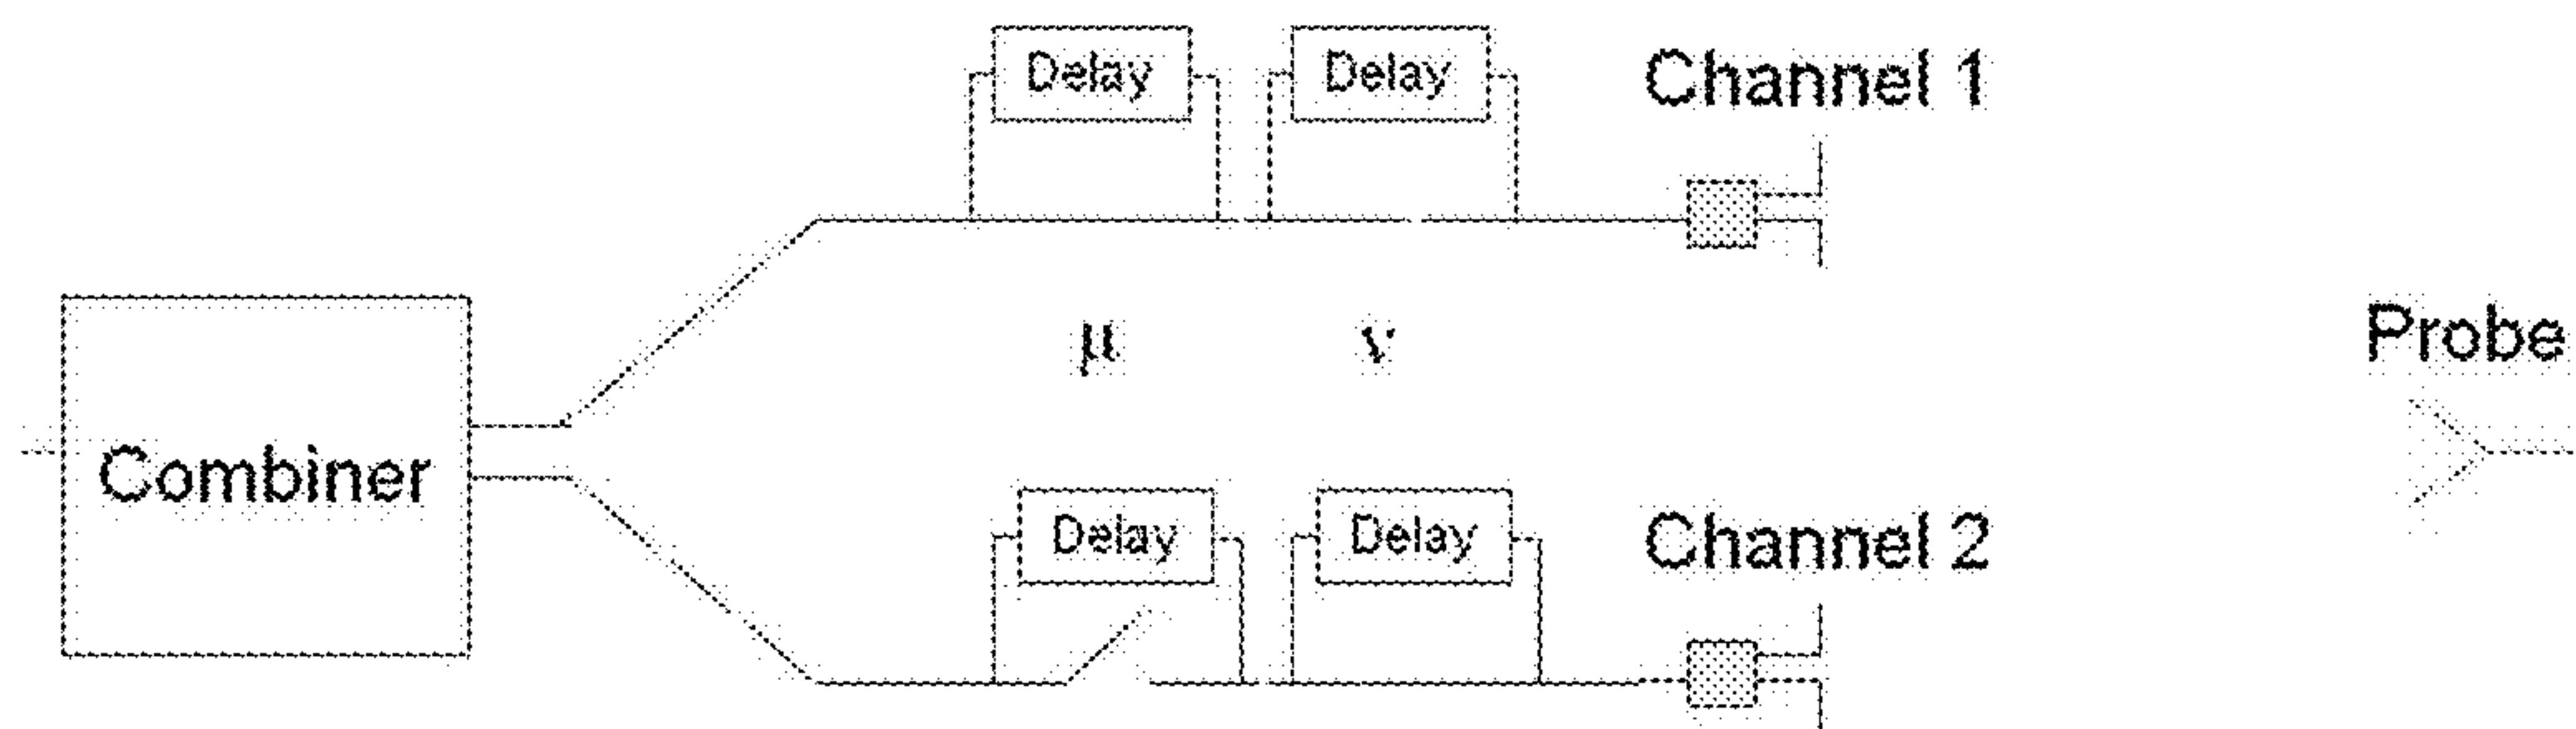 Delay Delay Channel 1
μ ν Probe
Combiner
Delay Delay Channel 2